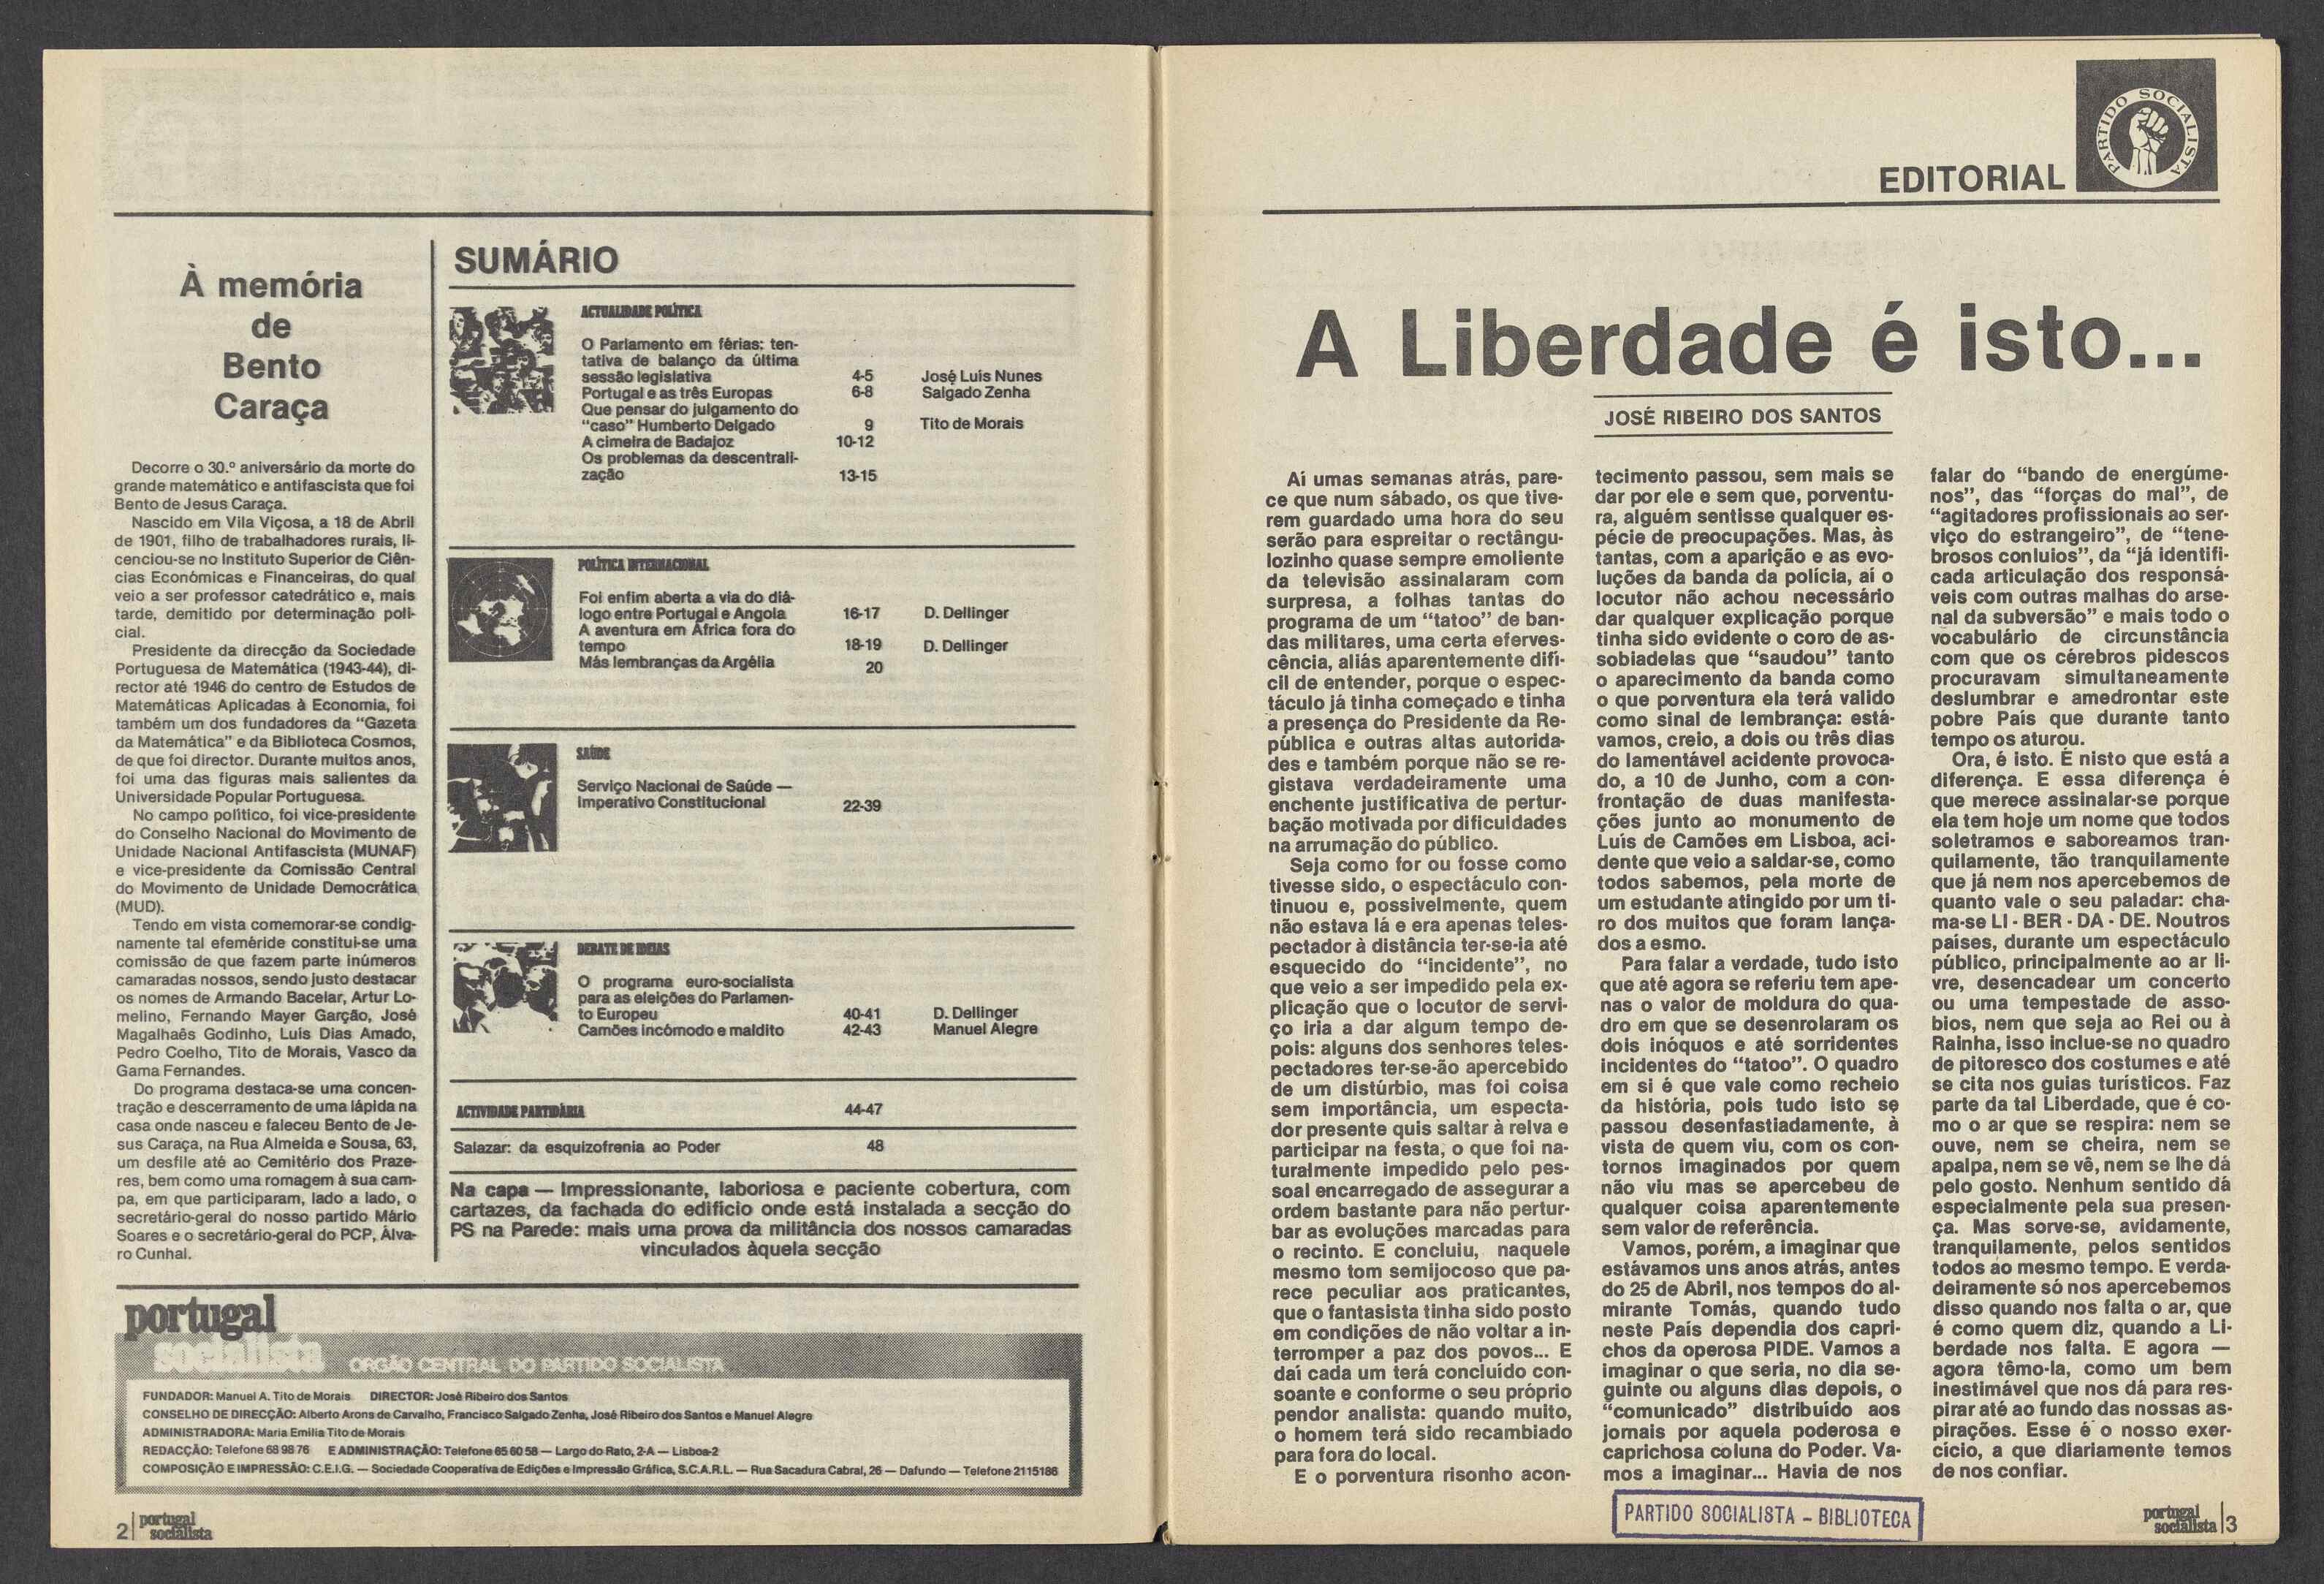 À memória
de
Bento
Caraça
Decorre o 30.º aniversário da morte do
grande matemático e antifascista que foi
Bento de Jesus Caraça.
Nascido em Vila Viçosa, a 18 de Abril
de 1901, filho de trabalhadores rurais, li-
cenciou-se no Instituto Superior de Ciên-
cias Económicas e Financeiras, do qual
veio a ser professor catedrático e, mais
tarde, demitido por determinação poli-
cial.
Presidente da direcção da Sociedade
Portuguesa de Matemática (1943-44), di-
rector até 1946 do centro de Estudos de
Matemáticas Aplicadas à Economia, foi
também um dos fundadores da “Gazeta
da Matemática” e da Biblioteca Cosmos,
de que foi director. Durante muitos anos,
foi uma das figuras mais salientes da
Universidade Popular Portuguesa.
No campo político, foi vice-presidente
do Conselho Nacional do Movimento de
Unidade Nacional Antifascista (MUNAF)
e vice-presidente da Comissão Central
do Movimento de Unidade Democrática
(MUD).
Tendo em vista comemorar-se condig-
namente tal efeméride constitui-se uma
comissão de que fazem parte inúmeros
camaradas nossos, sendo justo destacar
os nomes de Armando Bacelar, Artur Lo-
melino, Fernando Mayer Garção, José
Magalhaês Godinho, Luís Dias Amado,
Pedro Coelho, Tito de Morais, Vasco da
Gama Fernandes.
Do programa destaca-se uma concen-
tração e descerramento de uma lápida na
casa onde nasceu e faleceu Bento de Je-
sus Caraça, na Rua Almeida e Sousa, 63,
um desfile até ao Cemitério dos Praze-
res, bem como uma romagem à sua cam-
pa, em que participaram, lado a lado, o
secretário-geral do nosso partido Mário
Soares e o secretário-geral do PCP, Álva-
ro Cunhal.
SUMÁRIO
ACTUALIDADE POLÍTICA
O Parlamento em férias: ten-
tativa de balanço da última
sessão legislativa 4-5 José Luis Nunes
Portugal e as três Europas 6-8 Salgado Zenha
Que pensar do julgamento do
“caso” Humberto Delgado 9 Tito de Morais
A cimeira de Badajoz 10-12
Os problemas da descentrali-
zação 13-15
POLÍTICA INTERNACIONAL
Foi enfim aberta a via do diá-
logo entre Portugal e Angola 16-17 D. Dellinger
A aventura em África fora do
tempo 18-19 D. Dellinger
Más lembranças da Argélia 20
SAÚDE
Serviço Nacional de Saúde —
Imperativo Constitucional 22-39
DEBATE DE IDEIAS
O programa euro-socialista
para as eleições do Parlamen-
to Europeu 40-41 D. Dellinger
Camões incómodo e maldito 42-43 Manuel Alegre
ACTIVIDADE PARTIDÁRIA 44-47
Salazar: da esquizofrenia ao Poder 48
Na capa — Impressionante, laboriosa e paciente cobertura, com
cartazes, da fachada do edifício onde está instalada a secção do
PS na Parede: mais uma prova da militância dos nossos camaradas
vinculados àquela secção
portugal
socialista ORGÃO CENTRAL DO PARTIDO SOCIALISTA
FUNDADOR: Manuel A. Tito de Morais DIRECTOR: José Ribeiro dos Santos
CONSELHO DE DIRECÇÃO: Alberto Arons de Carvalho, Francisco Salgado Zenha, José Ribeiro dos Santos e Manuel Alegre
ADMINISTRADORA: Maria Emília Tito de Morais
REDACÇÃO: Telefone 68 98 76 E ADMINISTRAÇÃO: Telefone 65 60 58 — Largo do Rato, 2-A — Lisboa-2
COMPOSIÇÃO E IMPRESSÃO: C.E.I.G. — Sociedade Cooperativa de Edições e Impressão Gráfica, S.C.A.R.L. — Rua Sacadura Cabral, 26 — Dafundo — Telefone 2115186
2 portugal
socialista
EDITORIAL
PARTIDO SOCIALISTA
A Liberdade é isto...
JOSÉ RIBEIRO DOS SANTOS
Aí umas semanas atrás, pare-
ce que num sábado, os que tive-
rem guardado uma hora do seu
serão para espreitar o rectângu-
lozinho quase sempre emoliente
da televisão assinalaram com
surpresa, a folhas tantas do
programa de um “tatoo” de ban-
das militares, uma certa eferves-
cência, aliás aparentemente difí-
cil de entender, porque o espec-
táculo já tinha começado e tinha
a presença do Presidente da Re-
pública e outras altas autorida-
des e também porque não se re-
gistava verdadeiramente uma
enchente justificativa de pertur-
bação motivada por dificuldades
na arrumação do público.
Seja como for ou fosse como
tivesse sido, o espectáculo con-
tinuou e, possivelmente, quem
não estava lá e era apenas teles-
pectador à distância ter-se-ia até
esquecido do “incidente”, no
que veio a ser impedido pela ex-
plicação que o locutor de servi-
ço iria a dar algum tempo de-
pois: alguns dos senhores teles-
pectadores ter-se-ão apercebido
de um distúrbio, mas foi coisa
sem importância, um especta-
dor presente quis saltar à relva e
participar na festa, o que foi na-
turalmente impedido pelo pes-
soal encarregado de assegurar a
ordem bastante para não pertur-
bar as evoluções marcadas para
o recinto. E concluiu, naquele
mesmo tom semijocoso que pa-
rece peculiar aos praticantes,
que o fantasista tinha sido posto
em condições de não voltar a in-
terromper a paz dos povos... E
daí cada um terá concluído con-
soante e conforme o seu próprio
pendor analista: quando muito,
o homem terá sido recambiado
para fora do local.
E o porventura risonho acon-
tecimento passou, sem mais se
dar por ele e sem que, porventu-
ra, alguém sentisse qualquer es-
pécie de preocupações. Mas, às
tantas, com a aparição e as evo-
luções da banda da polícia, aí o
locutor não achou necessário
dar qualquer explicação porque
tinha sido evidente o coro de as-
sobiadelas que “saudou” tanto
o aparecimento da banda como
o que porventura ela terá valido
como sinal de lembrança: está-
vamos, creio, a dois ou três dias
do lamentável acidente provoca-
do, a 10 de Junho, com a con-
frontação de duas manifesta-
ções junto ao monumento de
Luís de Camões em Lisboa, aci-
dente que veio a saldar-se, como
todos sabemos, pela morte de
um estudante atingido por um ti-
ro dos muitos que foram lança-
dos a esmo.
Para falar a verdade, tudo isto
que até agora se referiu tem ape-
nas o valor de moldura do qua-
dro em que se desenrolaram os
dois inóquos e até sorridentes
incidentes do “tatoo”. O quadro
em si é que vale como recheio
da história, pois tudo isto se
passou desenfastiadamente, à
vista de quem viu, com os con-
tornos imaginados por quem
não viu mas se apercebeu de
qualquer coisa aparentemente
sem valor de referência.
Vamos, porém, a imaginar que
estávamos uns anos atrás, antes
do 25 de Abril, nos tempos do al-
mirante Tomás, quando tudo
neste País dependia dos capri-
chos da operosa PIDE. Vamos a
imaginar o que seria, no dia se-
guinte ou alguns dias depois, o
“comunicado” distribuído aos
jornais por aquela poderosa e
caprichosa coluna do Poder. Va-
mos a imaginar... Havia de nos
falar do “bando de energúme-
nos”, das “forças do mal”, de
“agitadores profissionais ao ser-
viço do estrangeiro”, de “tene-
brosos conluios”, da “já identifi-
cada articulação dos responsá-
veis com outras malhas do arse-
nal da subversão” e mais todo o
vocabulário de circunstância
com que os cérebros pidescos
procuravam simultaneamente
deslumbrar e amedrontar este
pobre País que durante tanto
tempo os aturou.
Ora, é isto. É nisto que está a
diferença. E essa diferença é
que merece assinalar-se porque
ela tem hoje um nome que todos
soletramos e saboreamos tran-
quilamente, tão tranquilamente
que já nem nos apercebemos de
quanto vale o seu paladar: cha-
ma-se LI - BER - DA - DE. Noutros
países, durante um espectáculo
público, principalmente ao ar li-
vre, desencadear um concerto
ou uma tempestade de asso-
bios, nem que seja ao Rei ou à
Rainha, isso inclue-se no quadro
de pitoresco dos costumes e até
se cita nos guias turísticos. Faz
parte da tal Liberdade, que é co-
mo o ar que se respira: nem se
ouve, nem se cheira, nem se
apalpa, nem se vê, nem se lhe dá
pelo gosto. Nenhum sentido dá
especialmente pela sua presen-
ça. Mas sorve-se, avidamente,
tranquilamente, pelos sentidos
todos ao mesmo tempo. E verda-
deiramente só nos apercebemos
disso quando nos falta o ar, que
é como quem diz, quando a Li-
berdade nos falta. E agora —
agora têmo-la, como um bem
inestimável que nos dá para res-
pirar até ao fundo das nossas as-
pirações. Esse é o nosso exer-
cício, a que diariamente temos
de nos confiar.
PARTIDO SOCIALISTA – BIBLIOTECA
portugal
socialista 3